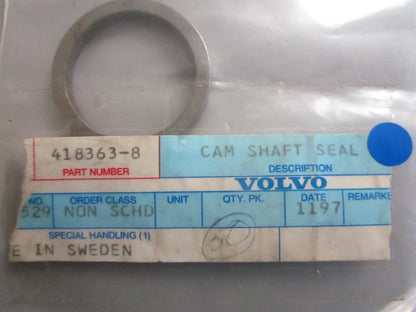 418363-8 CAM SHAFT SEAL
PART NUMBER DESCRIPTION
VOLVO
NO. ORDER CLASS UNIT QTY. PK. DATE REMARKS
529 NON SCHD 1197
SPECIAL HANDLING (1)
E IN SWEDEN